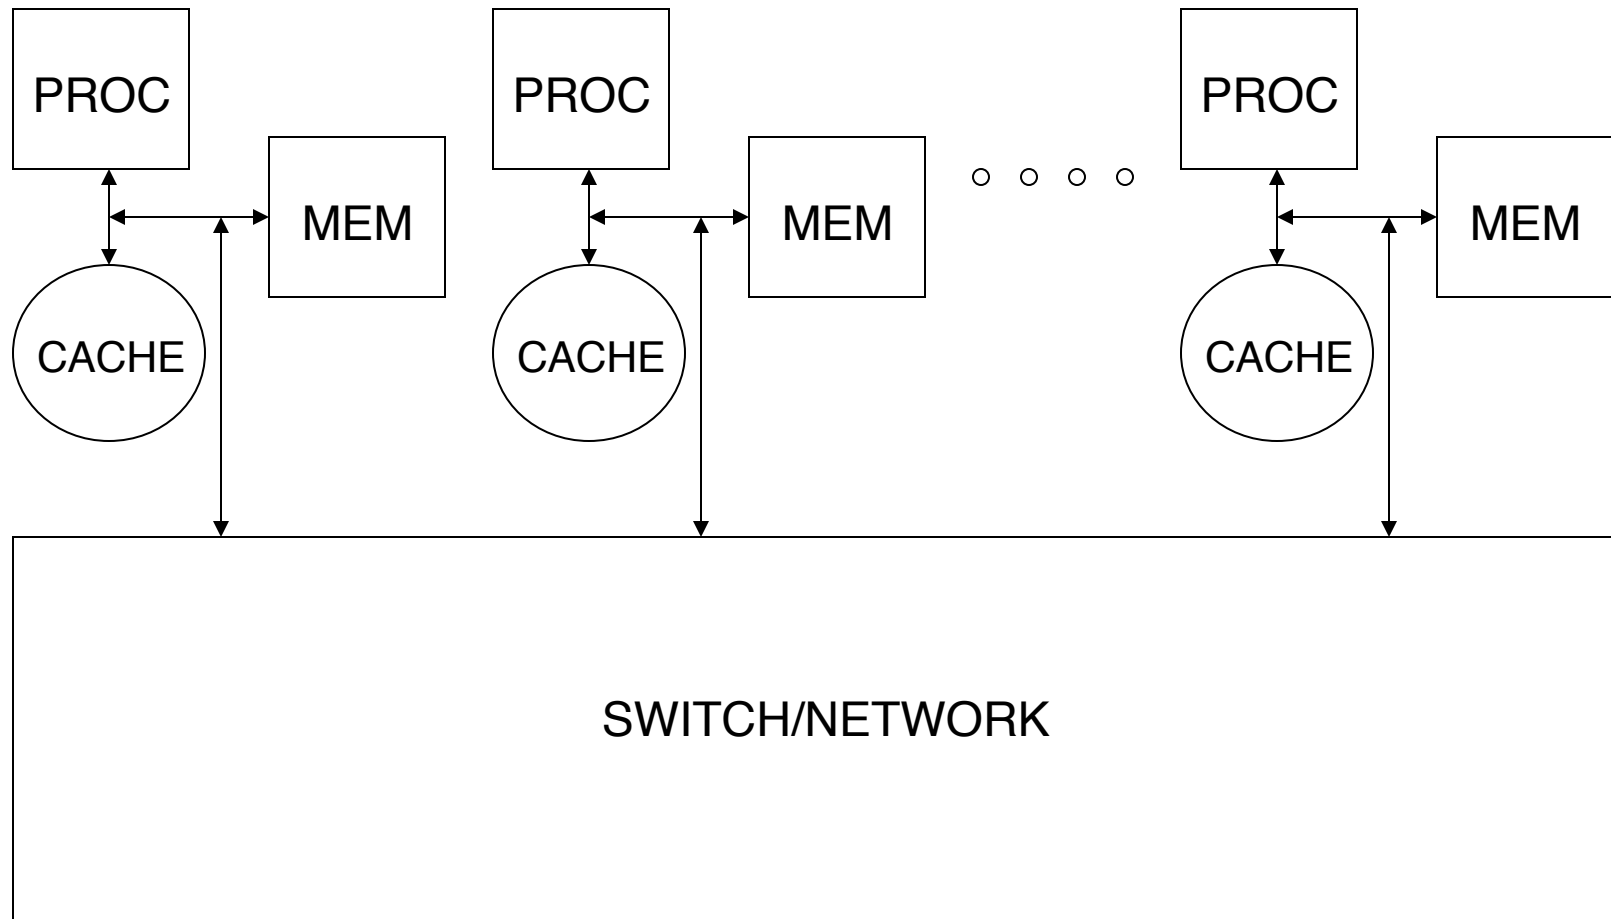 PROC
PROC
PROC
MEM
MEM
MEM
CACHE
CACHE
CACHE
SWITCH/NETWORK